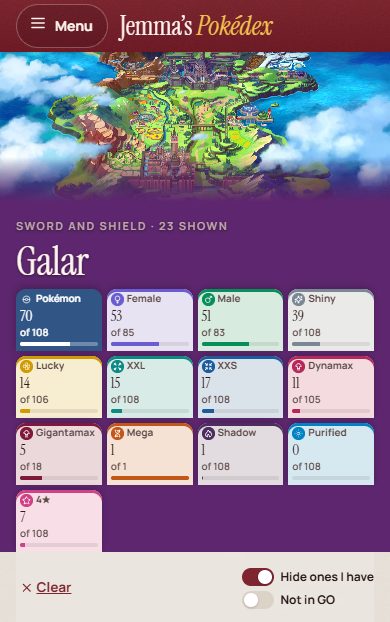 Menu Jemma's Pokédex
SWORD AND SHIELD · 23 SHOWN
Galar
Pokémon
70
of 108
Female
53
of 85
Male
51
of 83
Shiny
39
of 108
Lucky
14
of 106
XXL
15
of 108
XXS
17
of 108
Dynamax
11
of 105
Gigantamax
5
of 18
Mega
1
of 1
Shadow
1
of 108
Purified
0
of 108
4★
7
of 108
× Clear
Hide ones I have
Not in GO